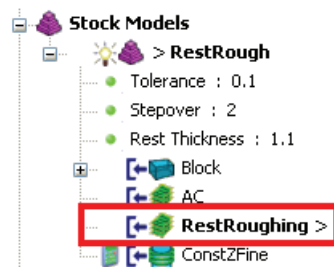 Stock Models
> RestRough
Tolerance : 0.1
Stepover : 2
Rest Thickness : 1.1
Block
AC
RestRoughing >
ConstZFine